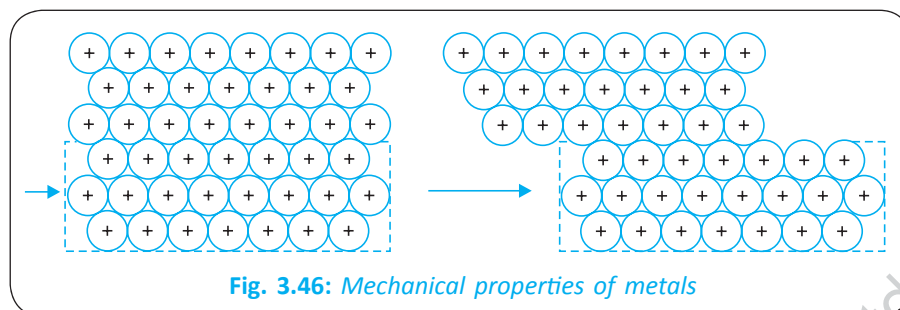 + + + + + + + + + + + + + + + +
+ + + + + + + + + + + + + +
+ + + + + + + + + + + + + + +
+ + + + + + + + + + + + + +
+ + + + + + + + + + + + + + + +
+ + + + + + + + + + + + + +
Fig. 3.46: Mechanical properties of metals